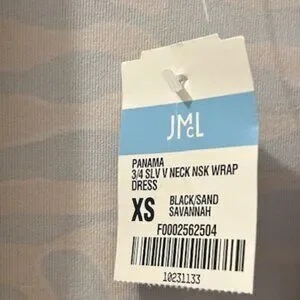 JMcL
PANAMA
3/4 SLV V NECK NSK WRAP
DRESS
XS
BLACK/SAND
SAVANNAH
F0002562504
10231133